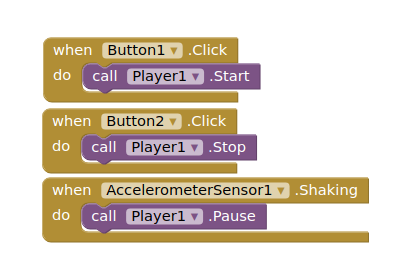 when Button1 .Click
do call Player1 .Start
when Button2 .Click
do call Player1 .Stop
when AccelerometerSensor1 .Shaking
do call Player1 .Pause